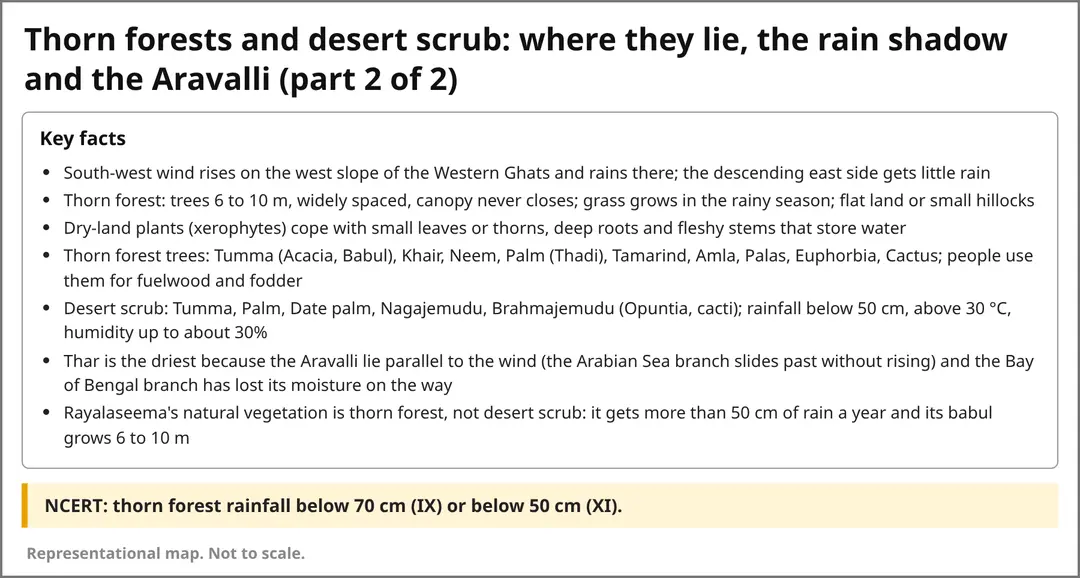 Thorn forests and desert scrub: where they lie, the rain shadow
and the Aravalli (part 2 of 2)
Key facts
• South-west wind rises on the west slope of the Western Ghats and rains there; the descending east side gets little rain
• Thorn forest: trees 6 to 10 m, widely spaced, canopy never closes; grass grows in the rainy season; flat land or small hillocks
• Dry-land plants (xerophytes) cope with small leaves or thorns, deep roots and fleshy stems that store water
• Thorn forest trees: Tumma (Acacia, Babul), Khair, Neem, Palm (Thadi), Tamarind, Amla, Palas, Euphorbia, Cactus; people use
them for fuelwood and fodder
• Desert scrub: Tumma, Palm, Date palm, Nagajemudu, Brahmajemudu (Opuntia, cacti); rainfall below 50 cm, above 30 °C,
humidity up to about 30%
• Thar is the driest because the Aravalli lie parallel to the wind (the Arabian Sea branch slides past without rising) and the Bay
of Bengal branch has lost its moisture on the way
• Rayalaseema's natural vegetation is thorn forest, not desert scrub: it gets more than 50 cm of rain a year and its babul
grows 6 to 10 m
NCERT: thorn forest rainfall below 70 cm (IX) or below 50 cm (XI).
Representational map. Not to scale.